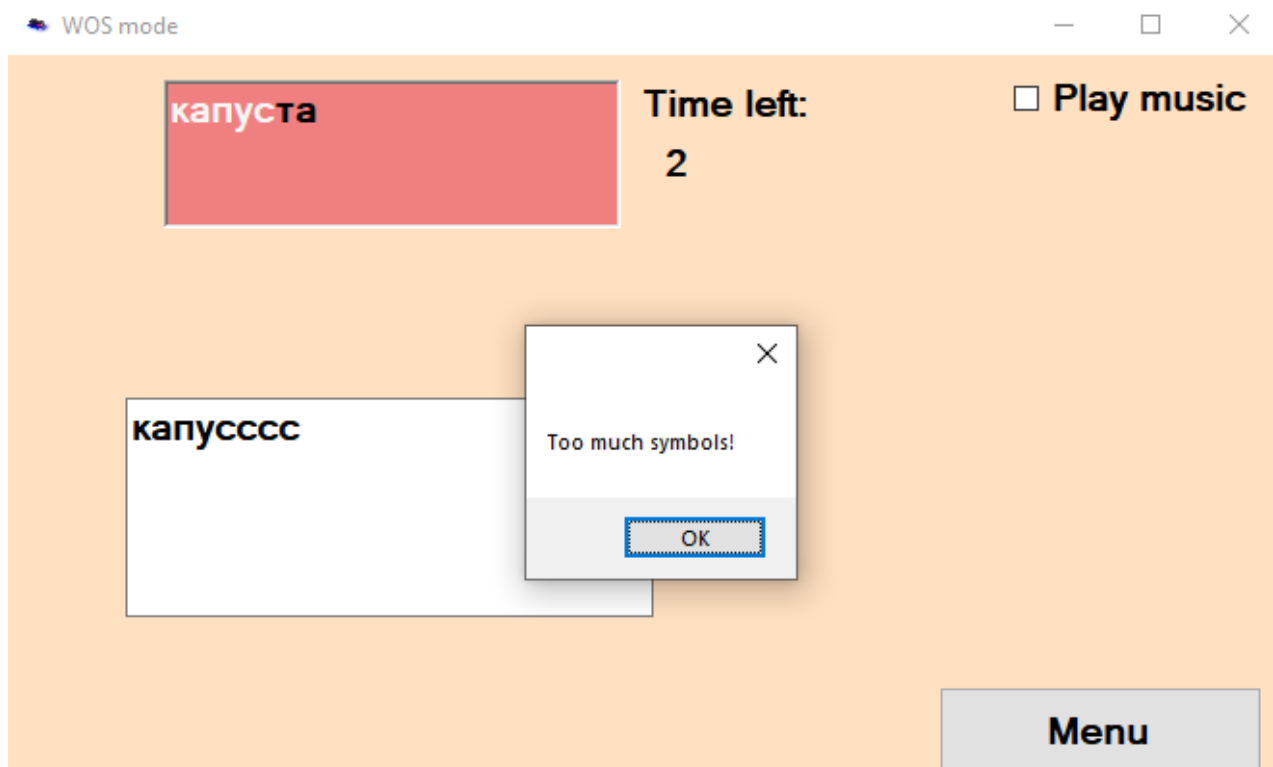 WOS mode
капуста
Time left:
2
Play music
капусссс
Too much symbols!
OK
Menu